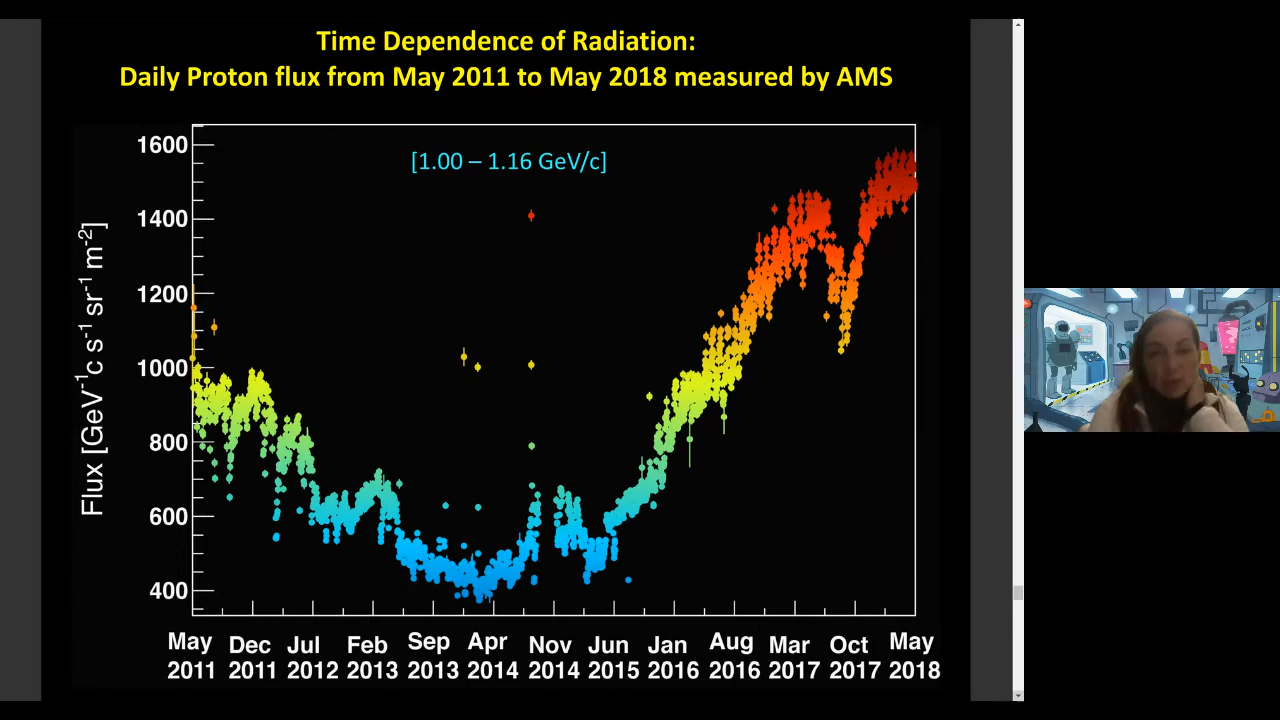 Time Dependence of Radiation:
Daily Proton flux from May 2011 to May 2018 measured by AMS
[1.00 – 1.16 GeV/c]
Flux [GeV⁻¹c s⁻¹ sr⁻¹ m⁻²]
1600
1400
1200
1000
800
600
400
May Dec Jul Feb Sep Apr Nov Jun Jan Aug Mar Oct May
2011 2011 2012 2013 2013 2014 2014 2015 2016 2016 2017 2017 2018